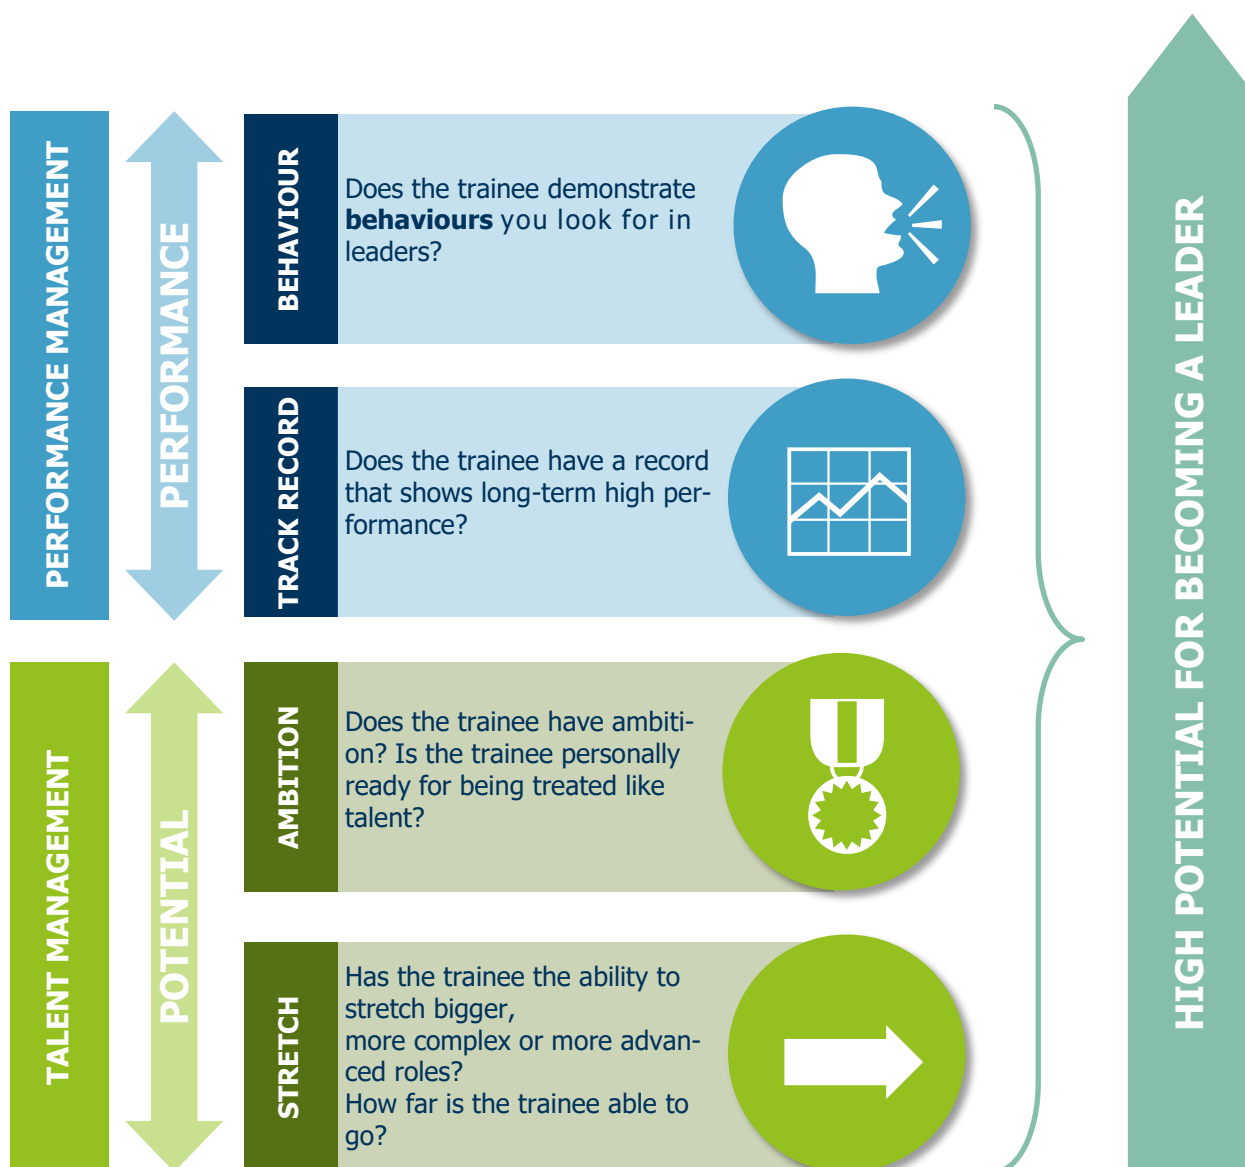 PERFORMANCE MANAGEMENT
PERFORMANCE
BEHAVIOUR
Does the trainee demonstrate
behaviours you look for in
leaders?
TRACK RECORD
Does the trainee have a record
that shows long-term high per-
formance?
TALENT MANAGEMENT
POTENTIAL
AMBITION
Does the trainee have ambiti-
on? Is the trainee personally
ready for being treated like
talent?
STRETCH
Has the trainee the ability to
stretch bigger,
more complex or more advan-
ced roles?
How far is the trainee able to
go?
HIGH POTENTIAL FOR BECOMING A LEADER